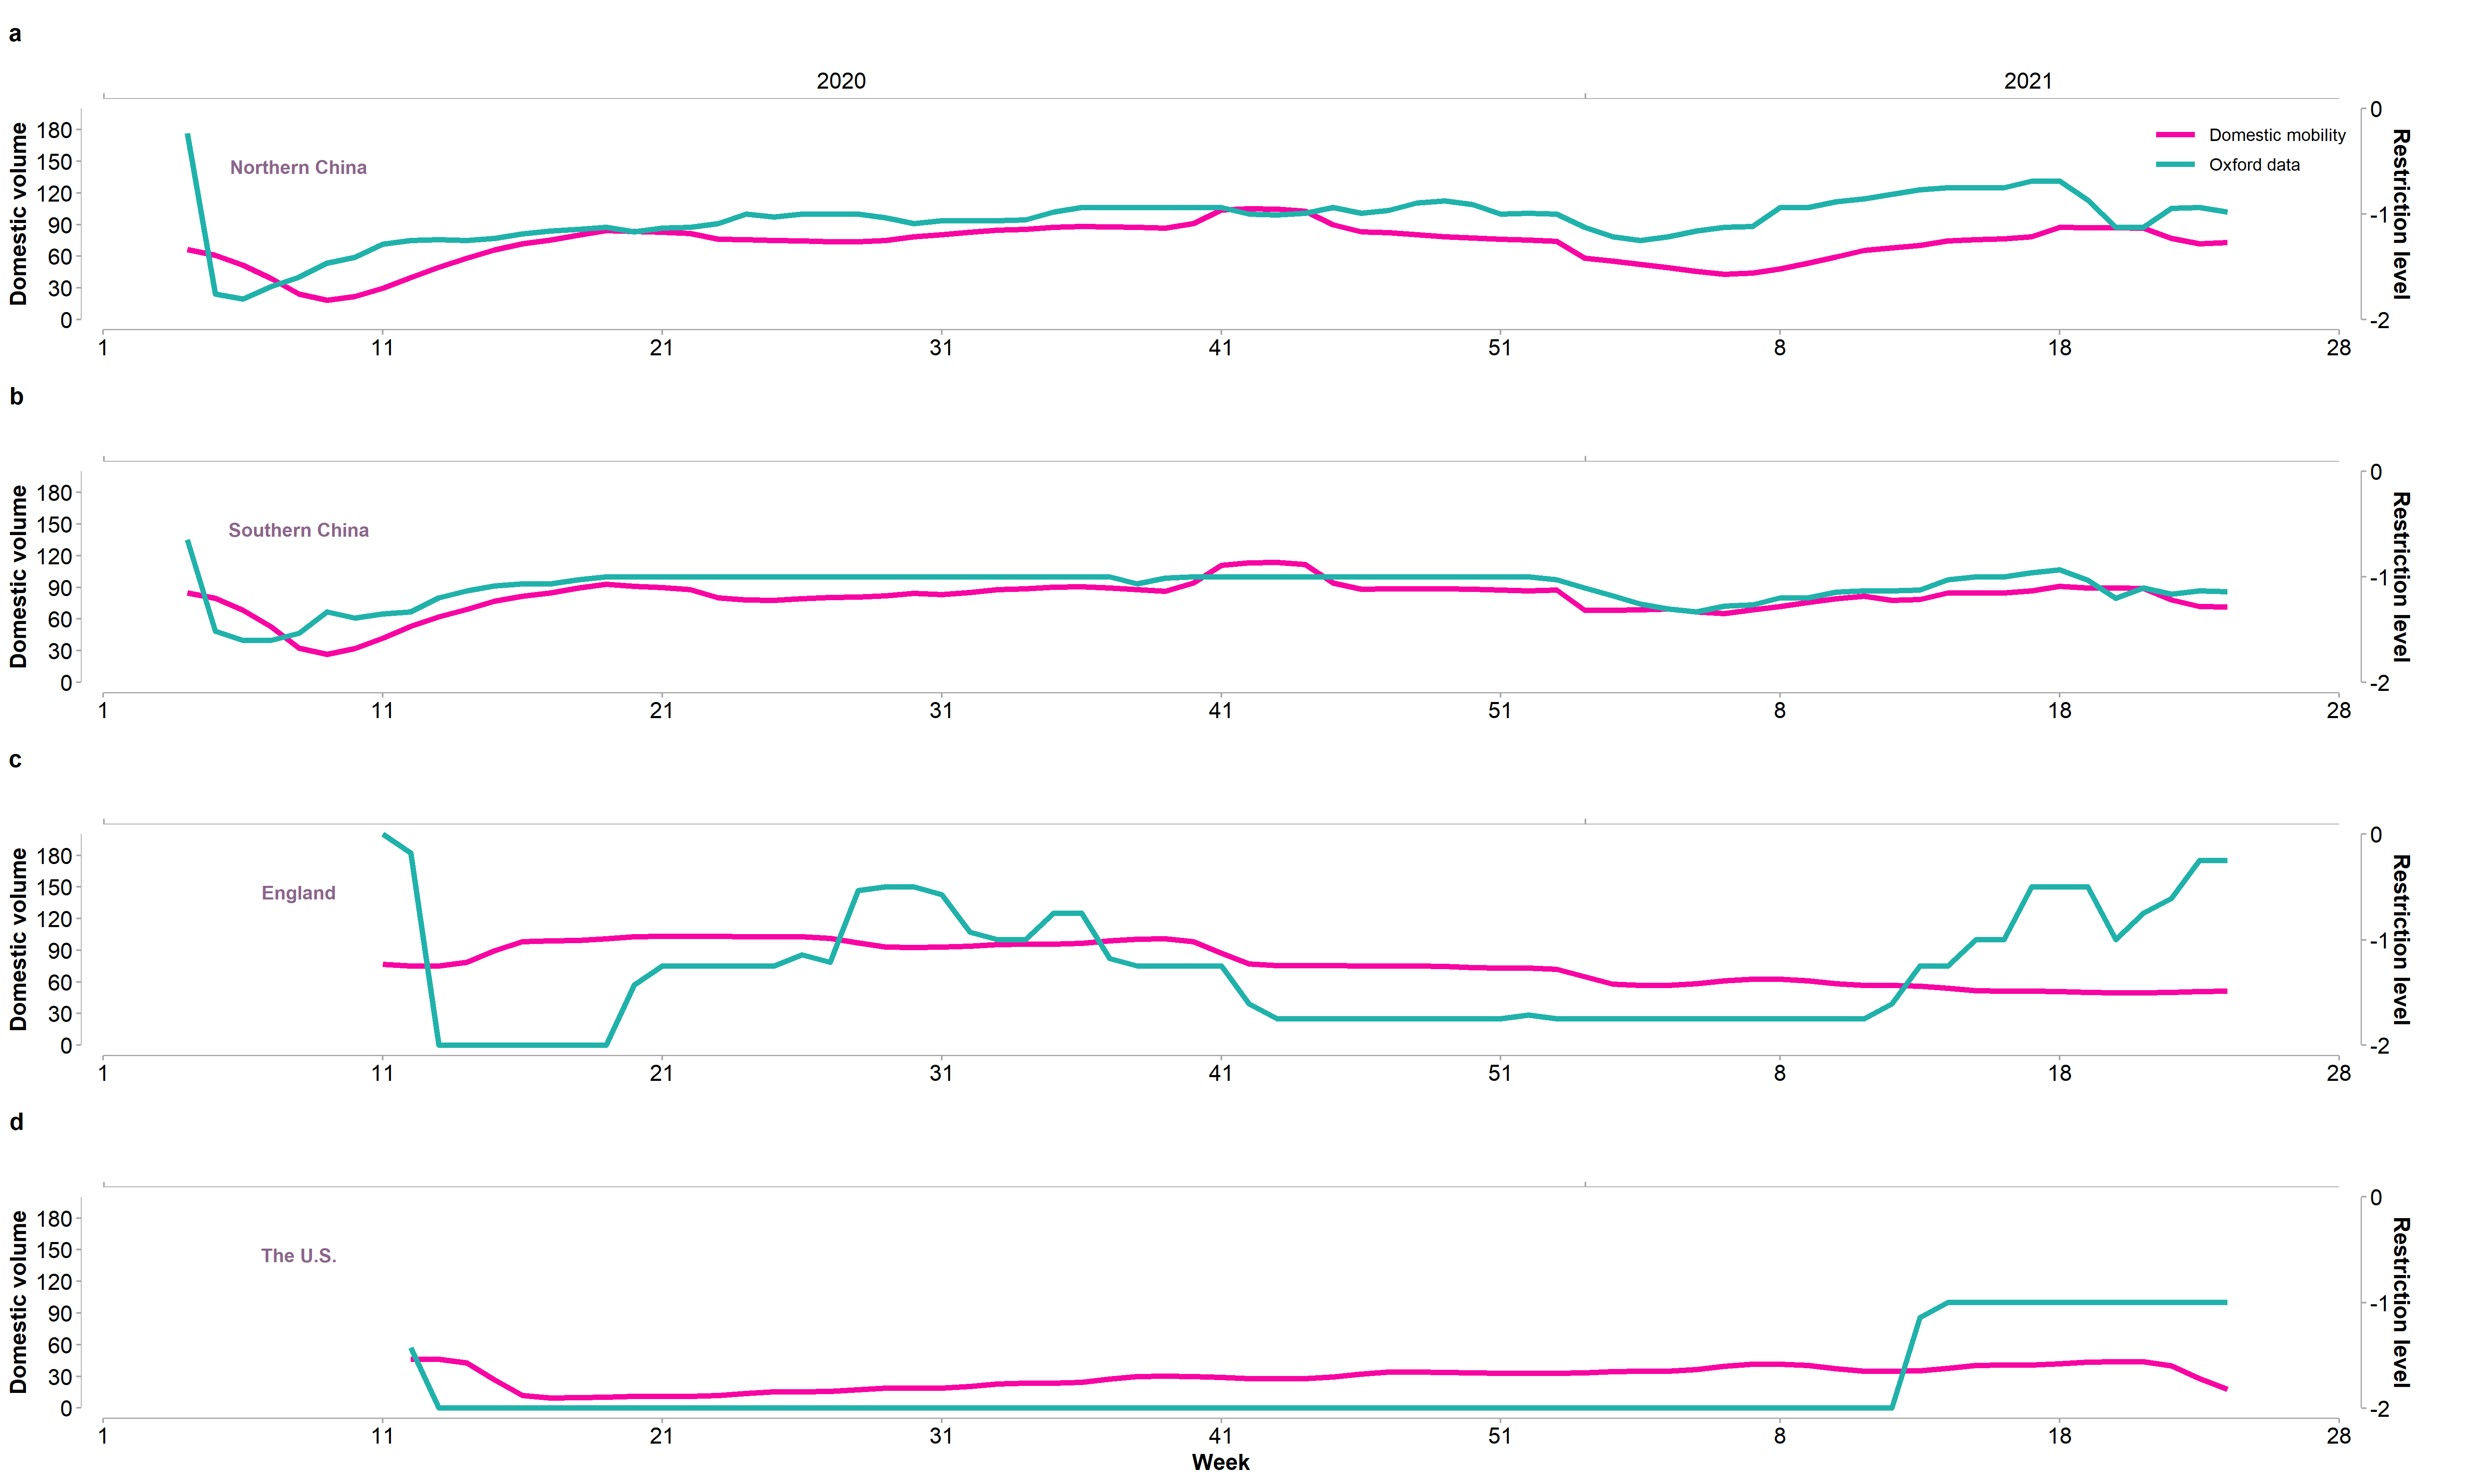 a
2020 2021
Domestic volume
180
150
120
90
60
30
0
Northern China
Domestic mobility
Oxford data
0
-1
-2
Restriction level
1 11 21 31 41 51 8 18 28
b
Domestic volume
180
150
120
90
60
30
0
Southern China
0
-1
-2
Restriction level
1 11 21 31 41 51 8 18 28
c
Domestic volume
180
150
120
90
60
30
0
England
0
-1
-2
Restriction level
1 11 21 31 41 51 8 18 28
d
Domestic volume
180
150
120
90
60
30
0
The U.S.
0
-1
-2
Restriction level
1 11 21 31 41 51 8 18 28
Week